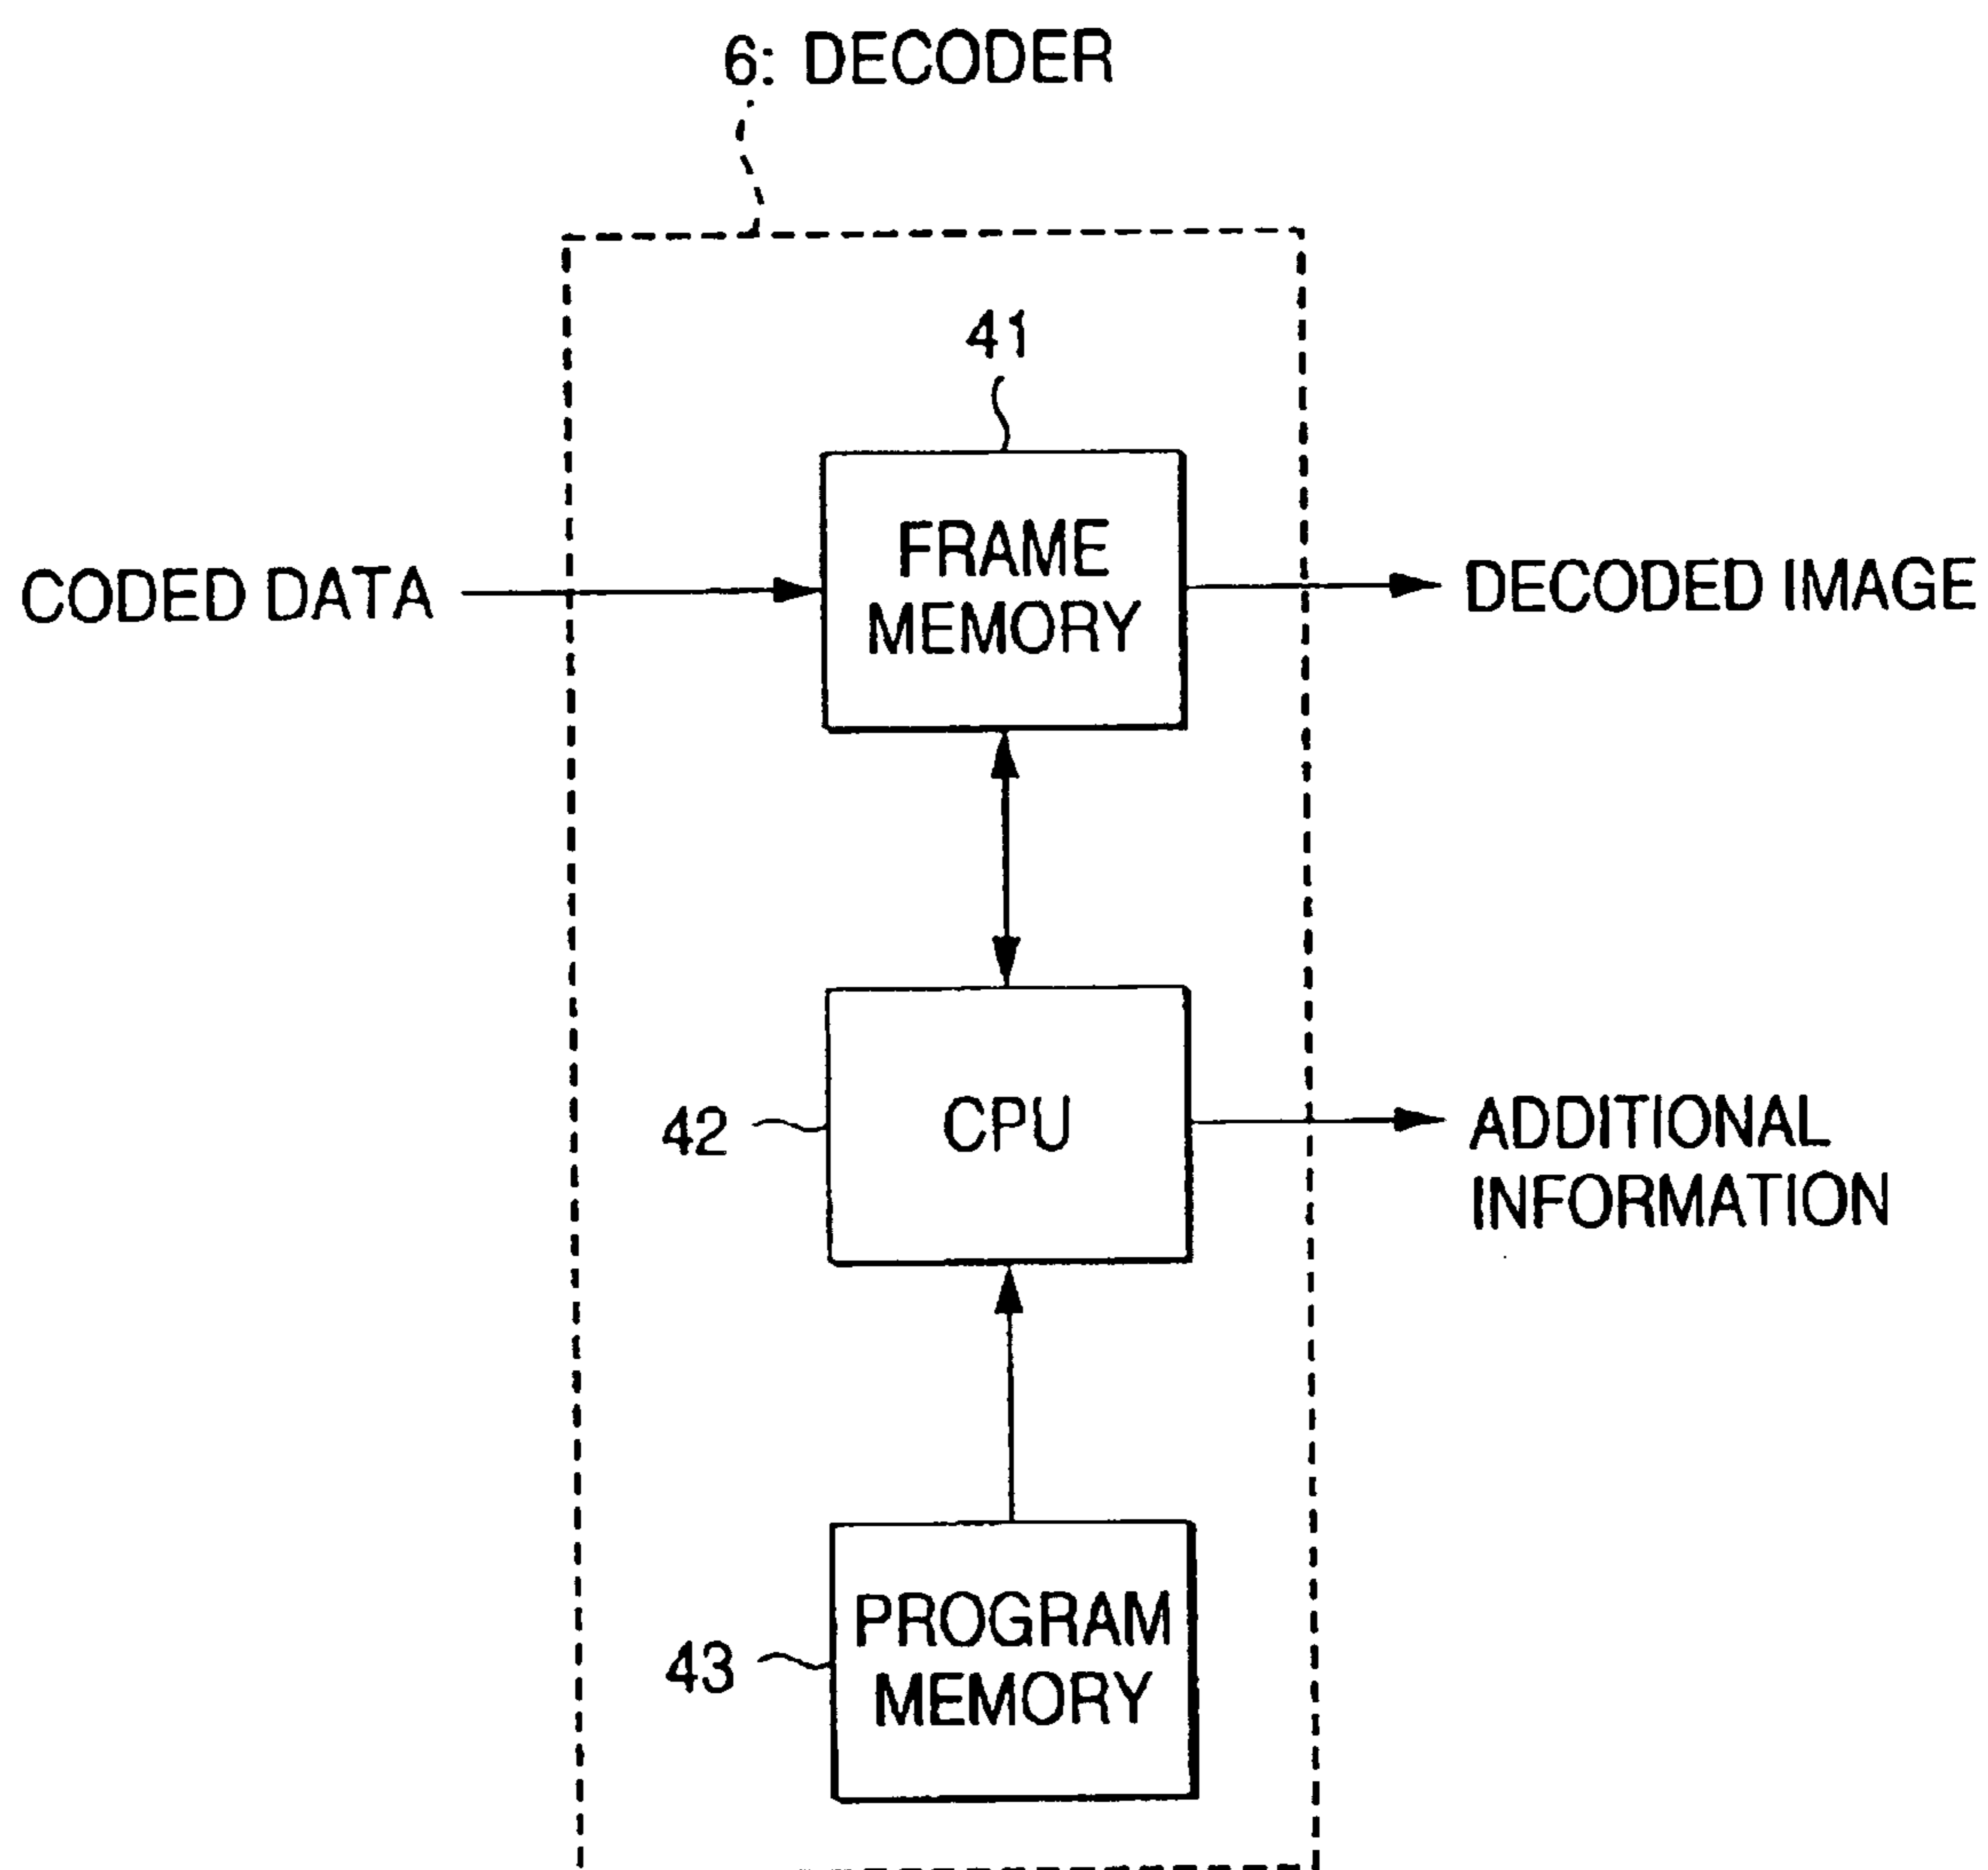 6: DECODER
41
FRAME
MEMORY
CODED DATA
DECODED IMAGE
42
CPU
ADDITIONAL
INFORMATION
43
PROGRAM
MEMORY